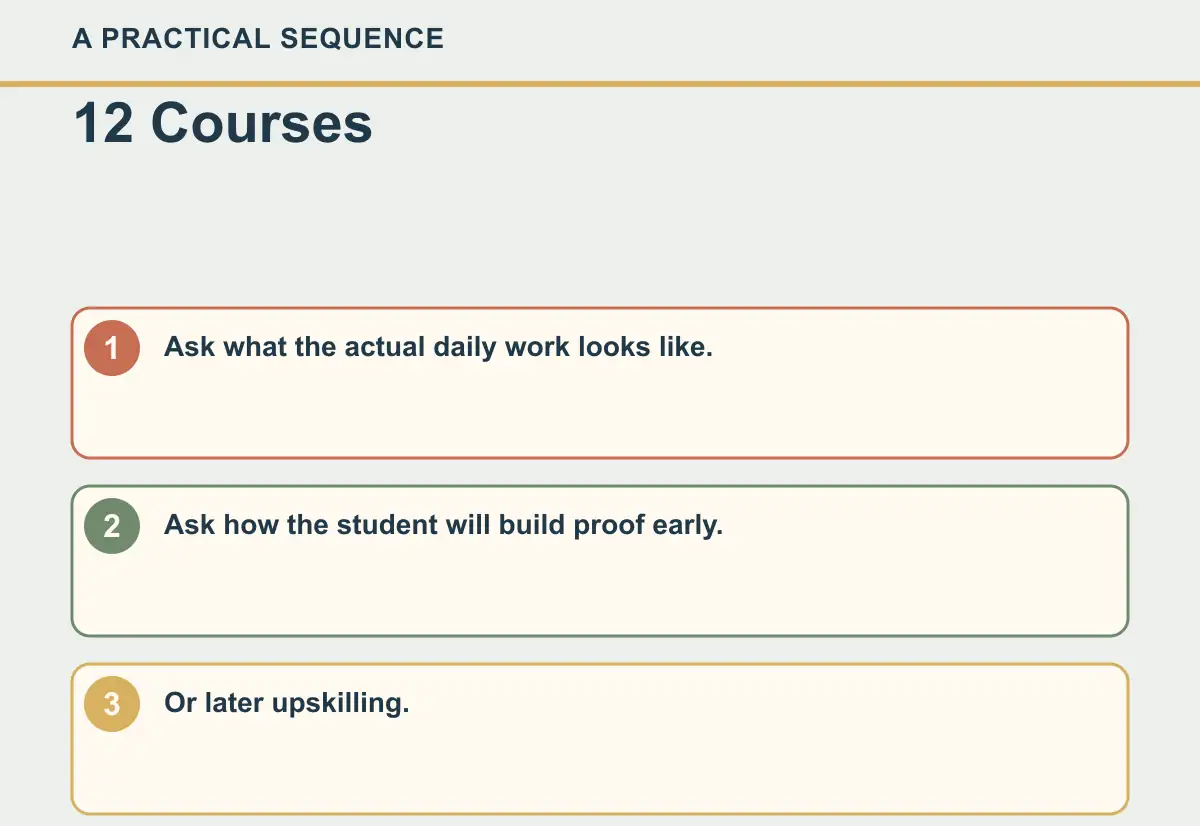 A PRACTICAL SEQUENCE
12 Courses
1
Ask what the actual daily work looks like.
2
Ask how the student will build proof early.
3
Or later upskilling.